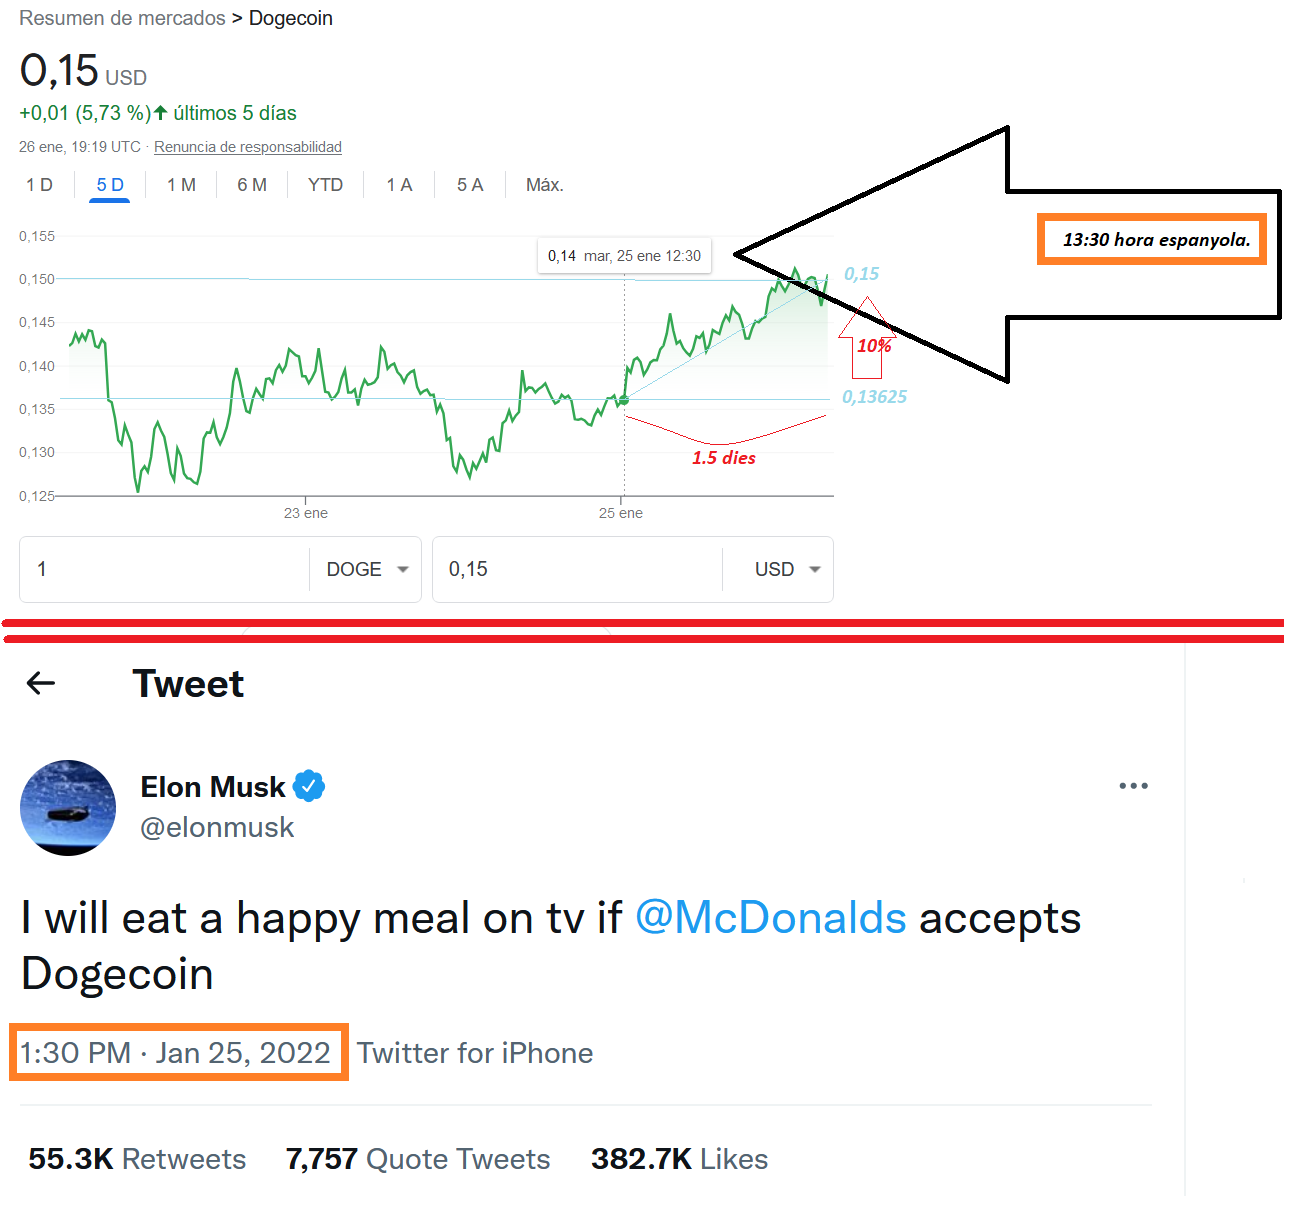 Resumen de mercados > Dogecoin
0,15 USD
+0,01 (5,73 %)↑ últimos 5 días
26 ene, 19:19 UTC · Renuncia de responsabilidad
1 D 5 D 1 M 6 M YTD 1 A 5 A Máx.
13:30 hora espanyola.
0,155
0,14 mar, 25 ene 12:30
0,150
0,15
0,145
10%
0,140
0,13625
0,135
1.5 dies
0,130
0,125
23 ene 25 ene
1 DOGE 0,15 USD
Tweet
Elon Musk
@elonmusk
I will eat a happy meal on tv if @McDonalds accepts
Dogecoin
1:30 PM · Jan 25, 2022 Twitter for iPhone
55.3K Retweets 7,757 Quote Tweets 382.7K Likes